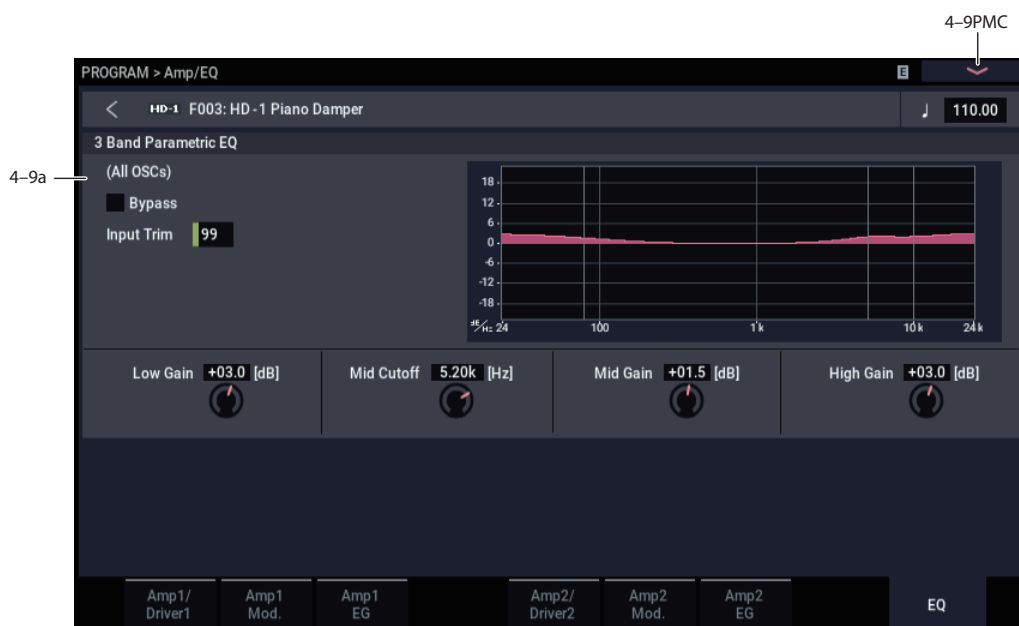 4–9PMC
PROGRAM > Amp/EQ
E
HD-1 F003: HD-1 Piano Damper
♩ 110.00
3 Band Parametric EQ
4–9a
(All OSCs)
Bypass
Input Trim 99
18
12
6
0
-6
-12
-18
dB/Hz 24 100 1k 10k 24k
Low Gain +03.0 [dB]
Mid Cutoff 5.20k [Hz]
Mid Gain +01.5 [dB]
High Gain +03.0 [dB]
Amp1/
Driver1
Amp1
Mod.
Amp1
EG
Amp2/
Driver2
Amp2
Mod.
Amp2
EG
EQ